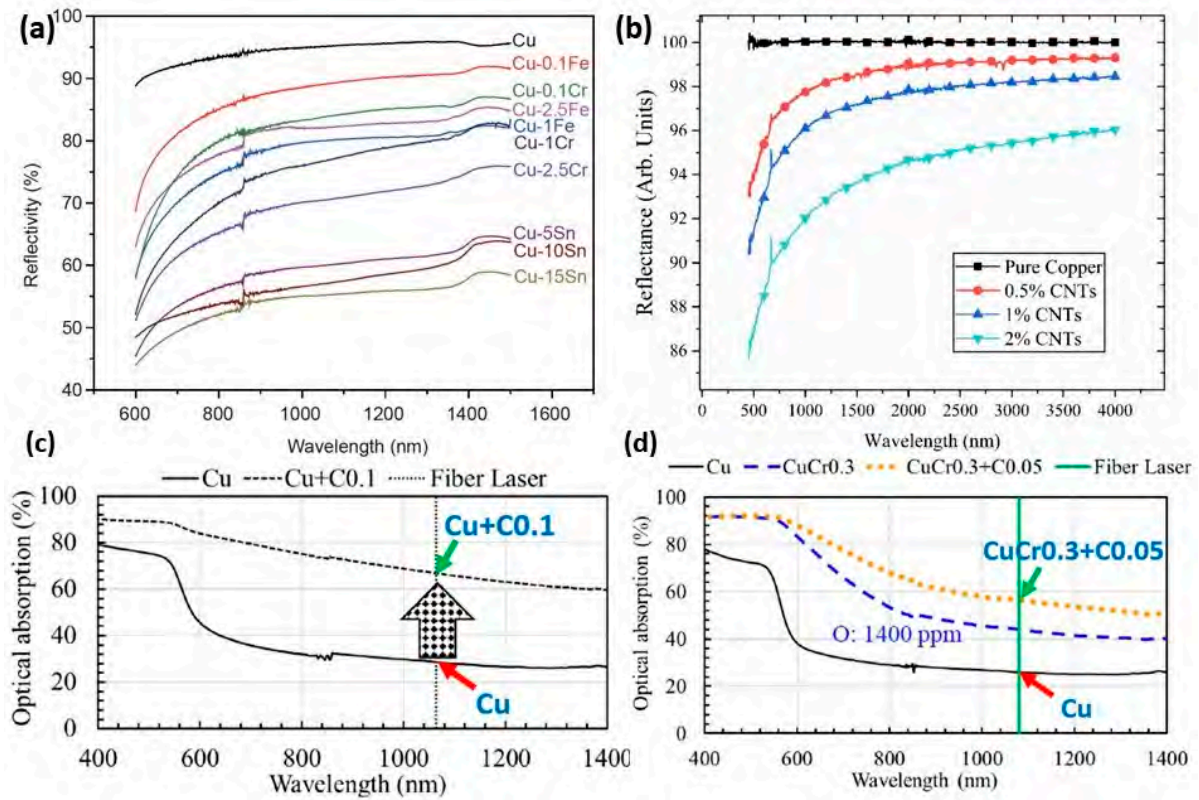 (a)
100
90
80
70
60
50
40
Reflectivity (%)
600 800 1000 1200 1400 1600
Wavelength (nm)
Cu
Cu-0.1Fe
Cu-0.1Cr
Cu-2.5Fe
Cu-1Fe
Cu-1Cr
Cu-2.5Cr
Cu-5Sn
Cu-10Sn
Cu-15Sn
(b)
100
98
96
94
92
90
88
86
Reflectance (Arb. Units)
0 500 1000 1500 2000 2500 3000 3500 4000
Wavelength (nm)
Pure Copper
0.5% CNTs
1% CNTs
2% CNTs
(c)
Cu Cu+C0.1 Fiber Laser
100
80
60
40
20
0
Optical absorption (%)
Cu+C0.1
Cu
400 600 800 1000 1200 1400
Wavelength (nm)
(d)
Cu CuCr0.3 CuCr0.3+C0.05 Fiber Laser
100
80
60
40
20
0
Optical absorption (%)
CuCr0.3+C0.05
O: 1400 ppm
Cu
400 600 800 1000 1200 1400
Wavelength (nm)